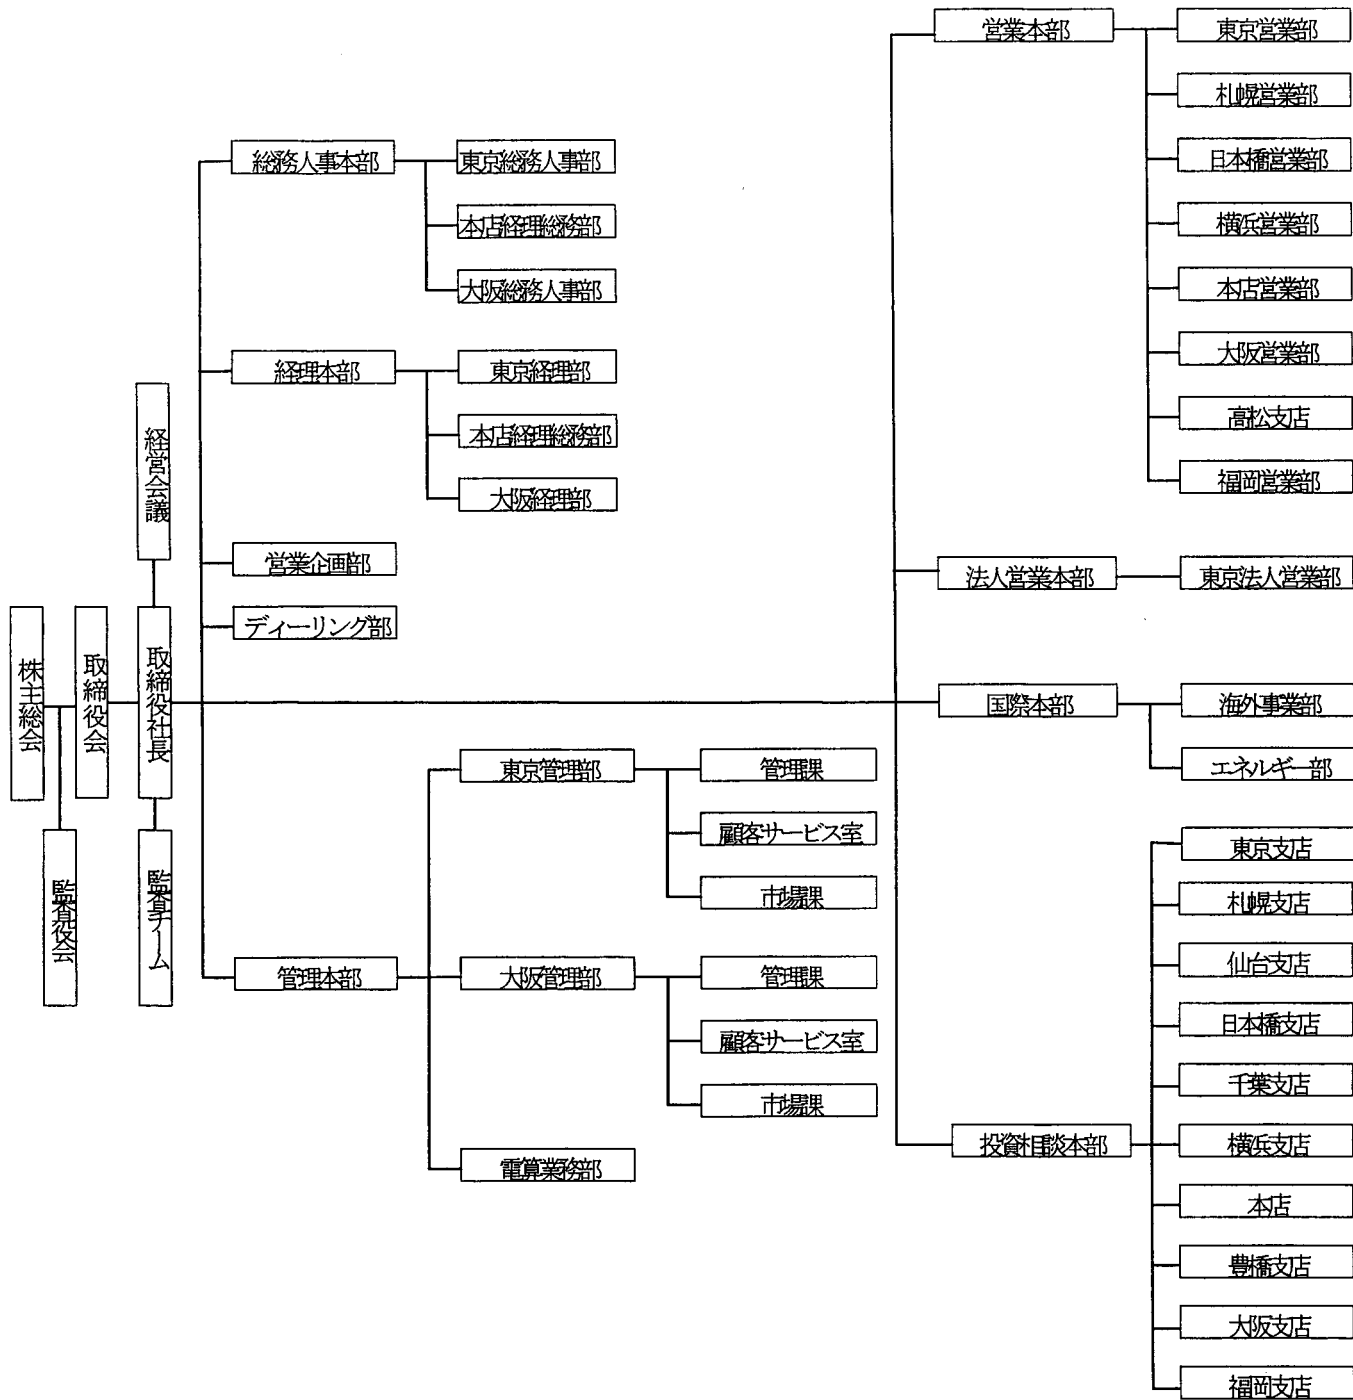 株主総会
監査役会
取締役会
経営会議
取締役社長
監査チーム
総務人事本部
東京総務人事部
本店経理総務部
大阪総務人事部
経理本部
東京経理部
本店経理総務部
大阪経理部
営業企画部
ディーリング部
管理本部
東京管理部
管理課
顧客サービス室
市場課
大阪管理部
管理課
顧客サービス室
市場課
電算業務部
営業本部
東京営業部
札幌営業部
日本橋営業部
横浜営業部
本店営業部
大阪営業部
高松支店
福岡営業部
法人営業本部
東京法人営業部
国際本部
海外事業部
エネルギー部
投資相談本部
東京支店
札幌支店
仙台支店
日本橋支店
千葉支店
横浜支店
本店
豊橋支店
大阪支店
福岡支店